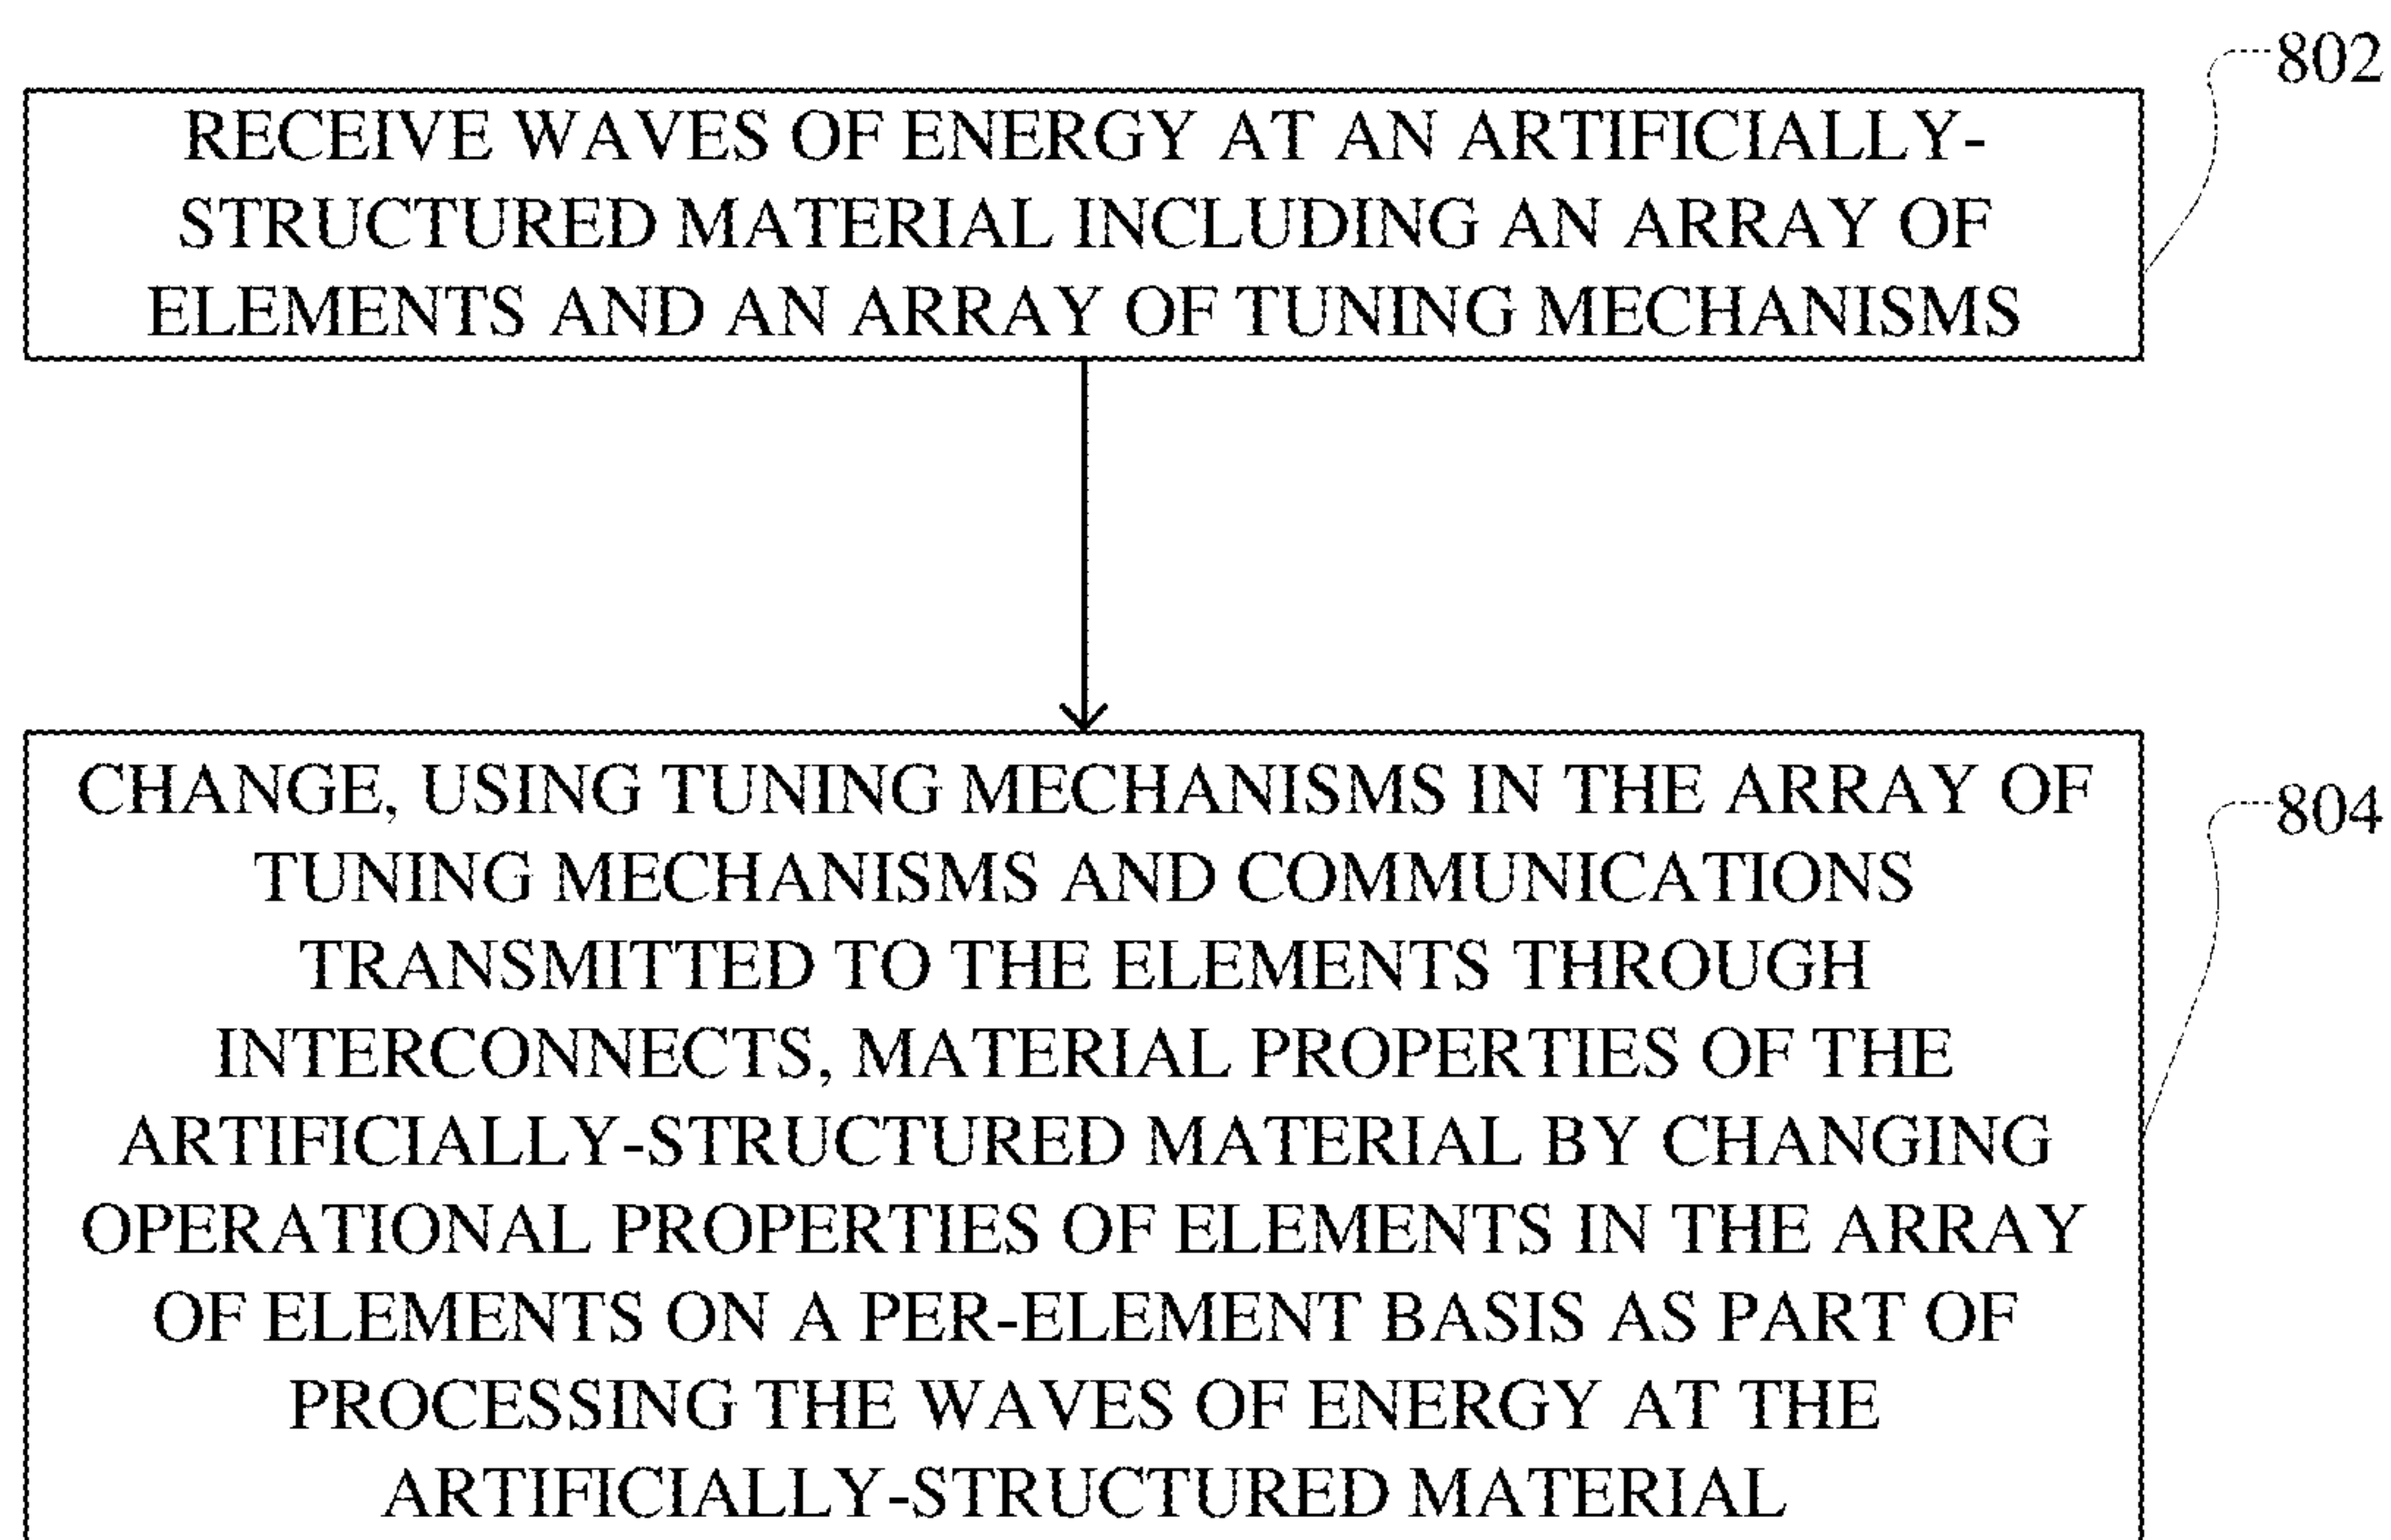 802
RECEIVE WAVES OF ENERGY AT AN ARTIFICIALLY-
STRUCTURED MATERIAL INCLUDING AN ARRAY OF
ELEMENTS AND AN ARRAY OF TUNING MECHANISMS
804
CHANGE, USING TUNING MECHANISMS IN THE ARRAY OF
TUNING MECHANISMS AND COMMUNICATIONS
TRANSMITTED TO THE ELEMENTS THROUGH
INTERCONNECTS, MATERIAL PROPERTIES OF THE
ARTIFICIALLY-STRUCTURED MATERIAL BY CHANGING
OPERATIONAL PROPERTIES OF ELEMENTS IN THE ARRAY
OF ELEMENTS ON A PER-ELEMENT BASIS AS PART OF
PROCESSING THE WAVES OF ENERGY AT THE
ARTIFICIALLY-STRUCTURED MATERIAL